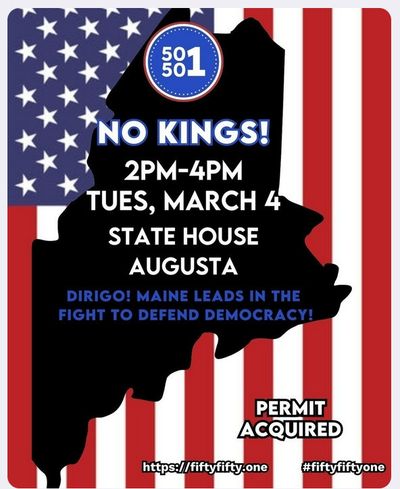 50
50
1
NO KINGS!
2PM-4PM
TUES, MARCH 4
STATE HOUSE
AUGUSTA
DIRIGO! MAINE LEADS IN THE
FIGHT TO DEFEND DEMOCRACY!
PERMIT
ACQUIRED
https://fiftyfifty.one #fiftyfiftyone